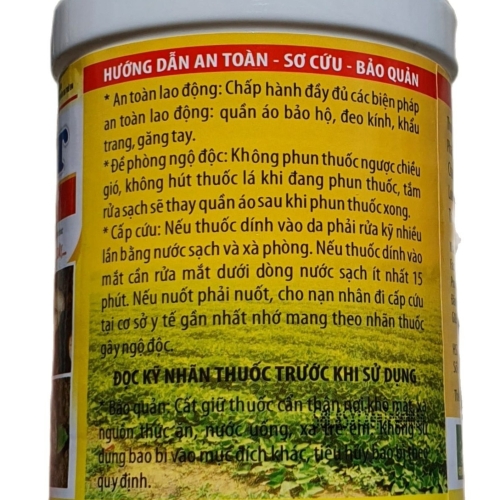 HƯỚNG DẪN AN TOÀN - SƠ CỨU - BẢO QUẢN
* An toàn lao động: Chấp hành đầy đủ các biện pháp
an toàn lao động: quần áo bảo hộ, đeo kính, khẩu
trang, găng tay.
*Đề phòng ngộ độc: Không phun thuốc ngược chiều
gió, không hút thuốc lá khi đang phun thuốc, tắm
rửa sạch sẽ thay quần áo sau khi phun thuốc xong.
*Cấp cứu: Nếu thuốc dính vào da phải rửa kỹ nhiều
lần bằng nước sạch và xà phòng. Nếu thuốc dính vào
mắt cần rửa mắt dưới dòng nước sạch ít nhất 15
phút. Nếu nuốt phải nuốt, cho nạn nhân đi cấp cứu
tại cơ sở y tế gần nhất nhớ mang theo nhãn thuốc
gây ngộ độc.
ĐỌC KỸ NHÃN THUỐC TRƯỚC KHI SỬ DỤNG
* Bảo quản: Cất giữ thuốc cẩn thận nơi khô mát, xa
nguồn thức ăn, nước uống, xa trẻ em. Không sử
dụng bao bì vào mục đích khác, tiêu hủy bao bì theo
quy định.